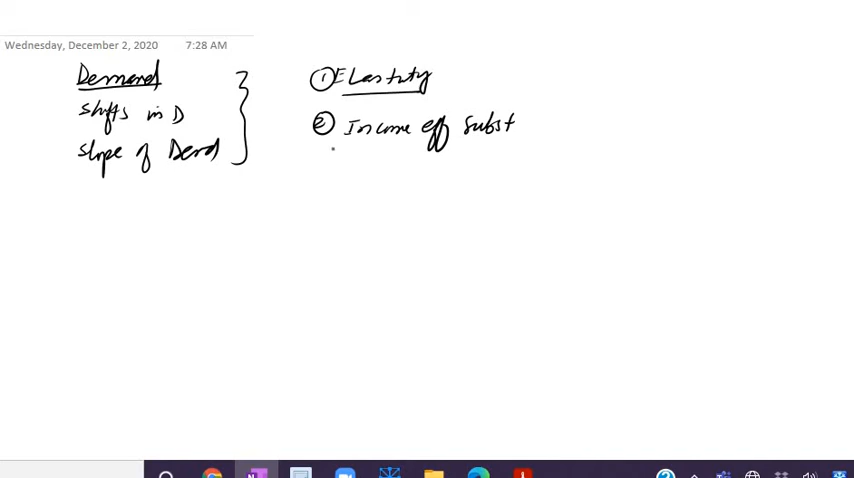 Wednesday, December 2, 2020 7:28 AM
Demand
Shifts in D
Slope of Demd
① Elasticity
② Income eff Subst